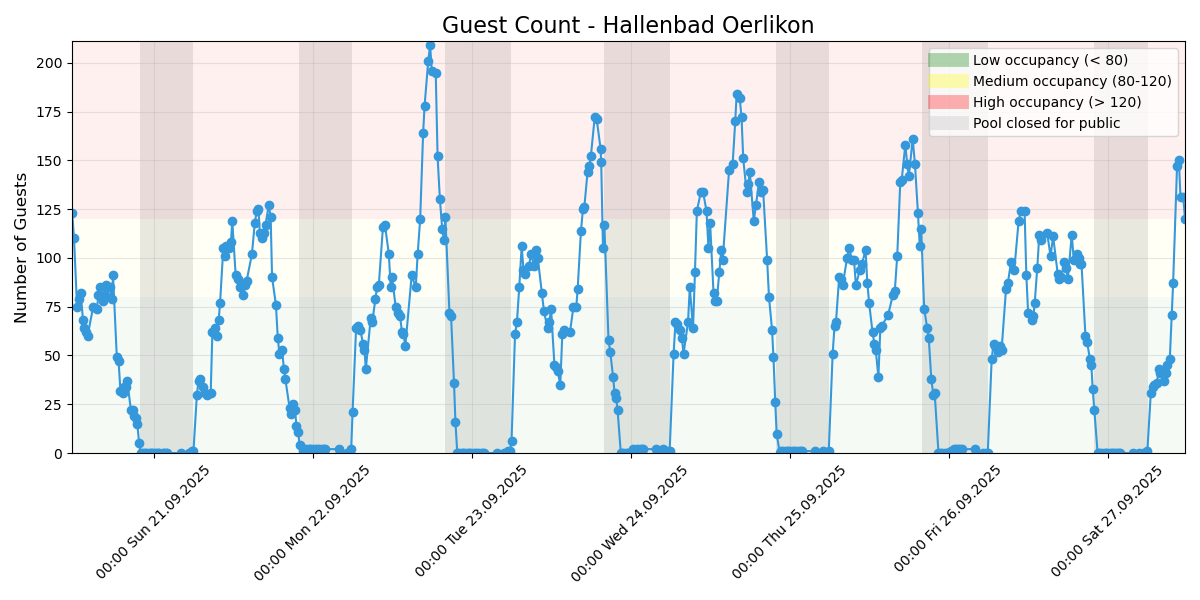 Guest Count - Hallenbad Oerlikon
Number of Guests
200
175
150
125
100
75
50
25
0
Low occupancy (< 80)
Medium occupancy (80-120)
High occupancy (> 120)
Pool closed for public
00:00 Sun 21.09.2025
00:00 Mon 22.09.2025
00:00 Tue 23.09.2025
00:00 Wed 24.09.2025
00:00 Thu 25.09.2025
00:00 Fri 26.09.2025
00:00 Sat 27.09.2025